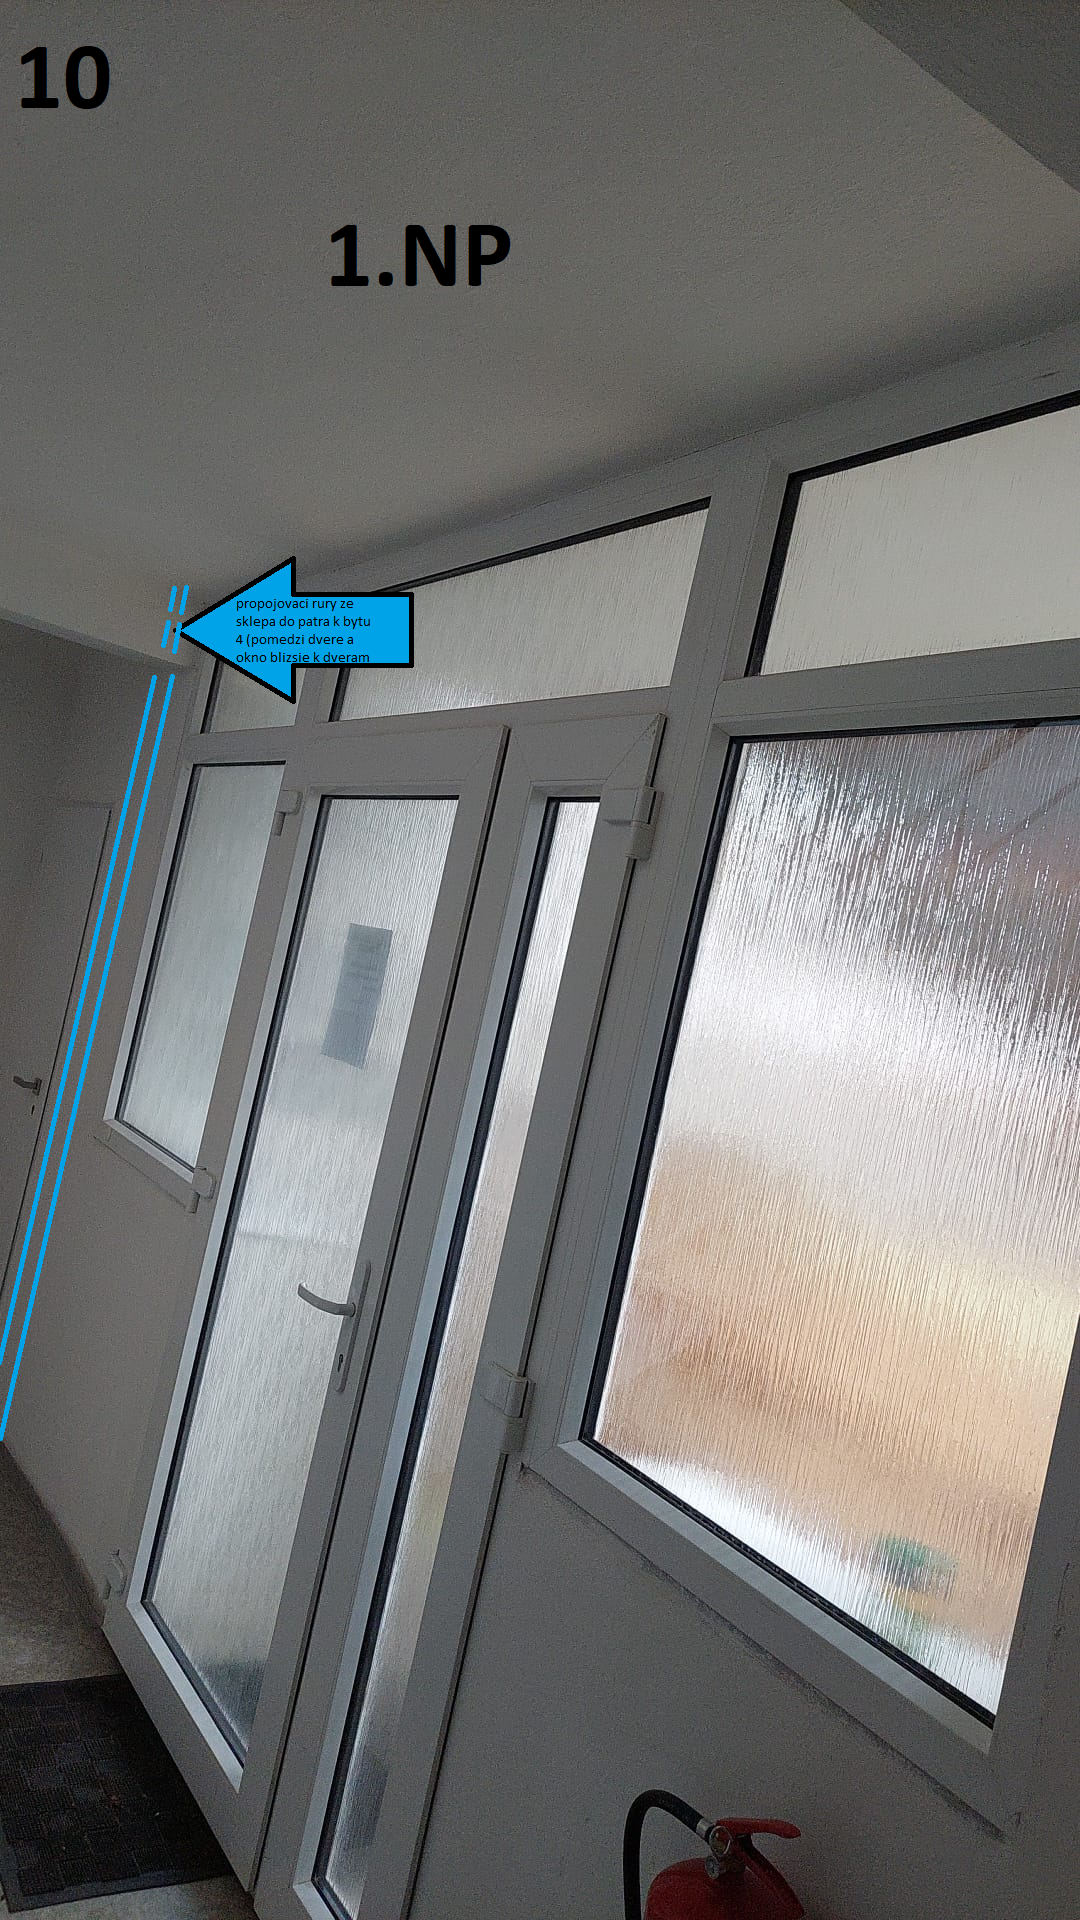 10
1.NP
propojovaci rury ze
sklepa do patra k bytu
4 (pomedzi dvere a
okno blizsie k dveram